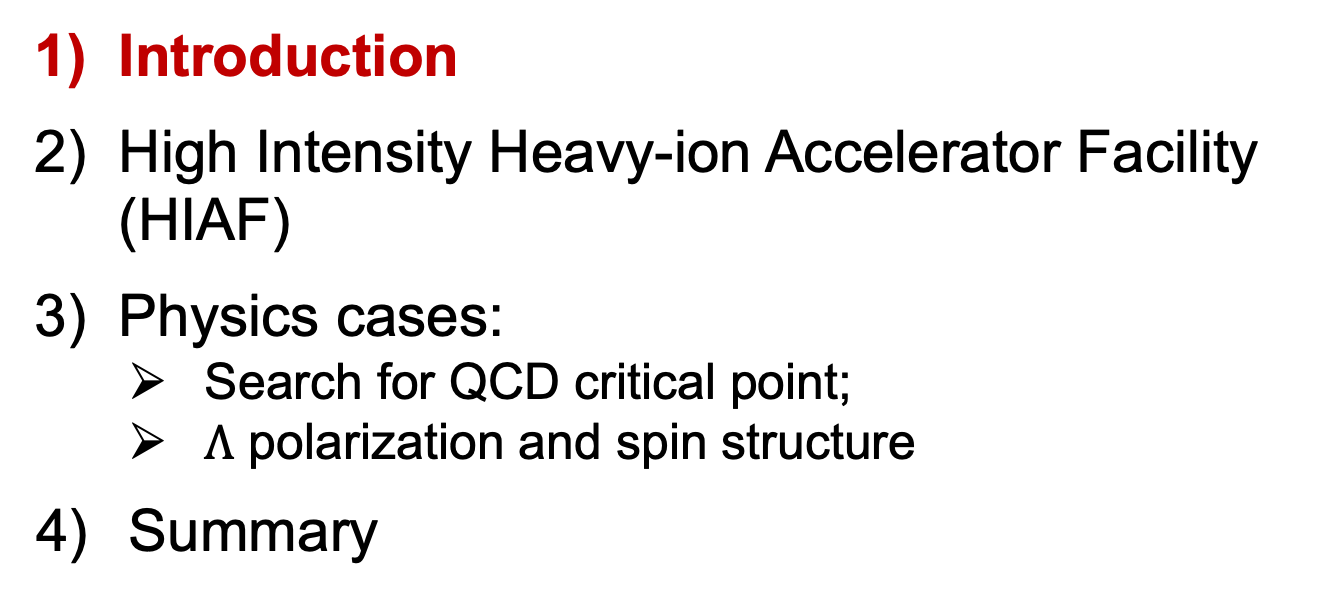 1) Introduction
2) High Intensity Heavy-ion Accelerator Facility
(HIAF)
3) Physics cases:
➢ Search for QCD critical point;
➢ Λ polarization and spin structure
4) Summary